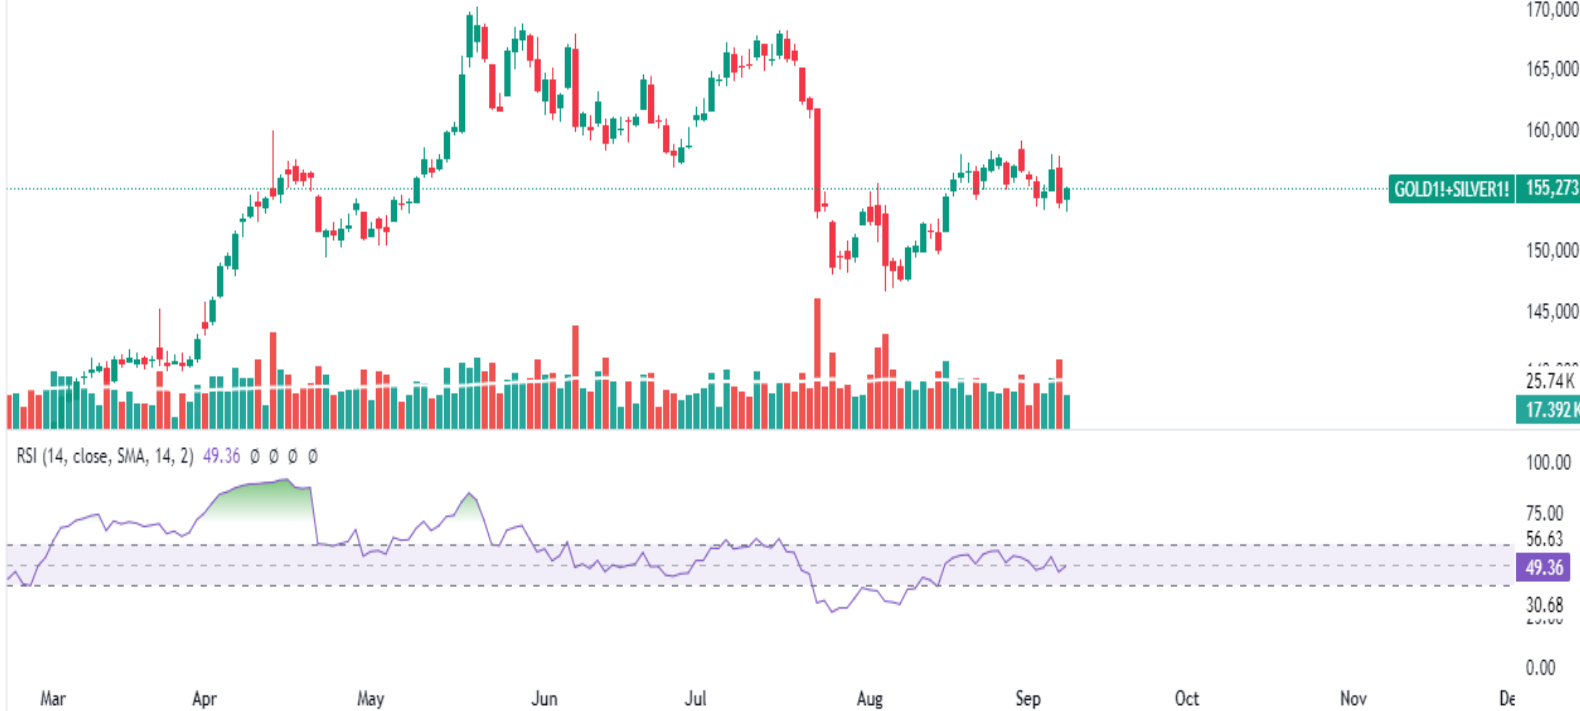 170,000
165,000
160,000
GOLD1!+SILVER1! 155,273
150,000
145,000
25.74 K
17.392 K
RSI (14, close, SMA, 14, 2) 49.36 Ø Ø Ø Ø
100.00
75.00
56.63
49.36
30.68
0.00
Mar Apr May Jun Jul Aug Sep Oct Nov De